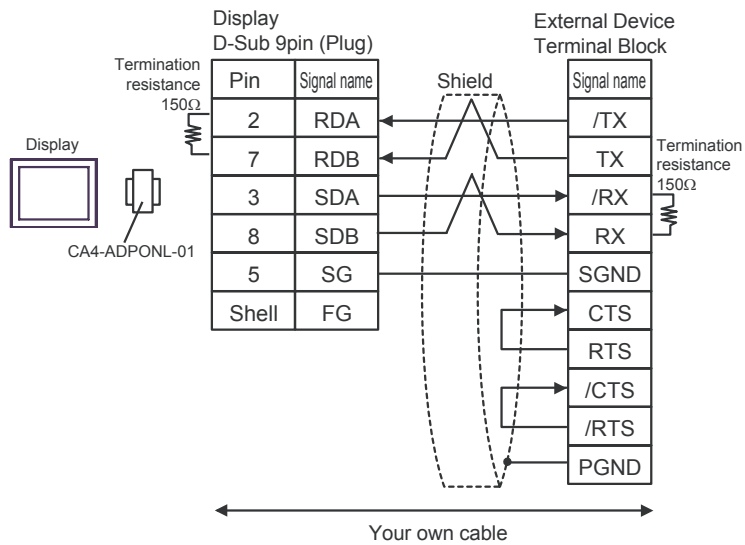 Display
D-Sub 9pin (Plug)
External Device
Terminal Block
Termination
resistance
150Ω
Pin Signal name
Shield
Signal name
2 RDA
/TX
7 RDB
TX
Termination
resistance
150Ω
Display
3 SDA
/RX
8 SDB
RX
CA4-ADPONL-01
5 SG
SGND
Shell FG
CTS
RTS
/CTS
/RTS
PGND
Your own cable